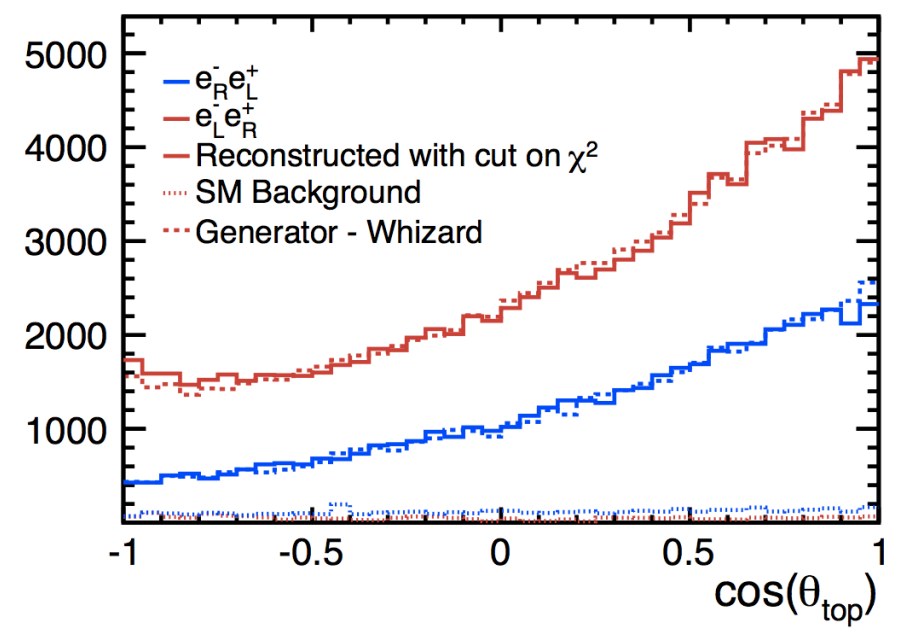 5000
4000
3000
2000
1000
e⁻_R e⁺_L
e⁻_L e⁺_R
Reconstructed with cut on χ²
SM Background
Generator - Whizard
-1 -0.5 0 0.5 1
cos(θ_top)